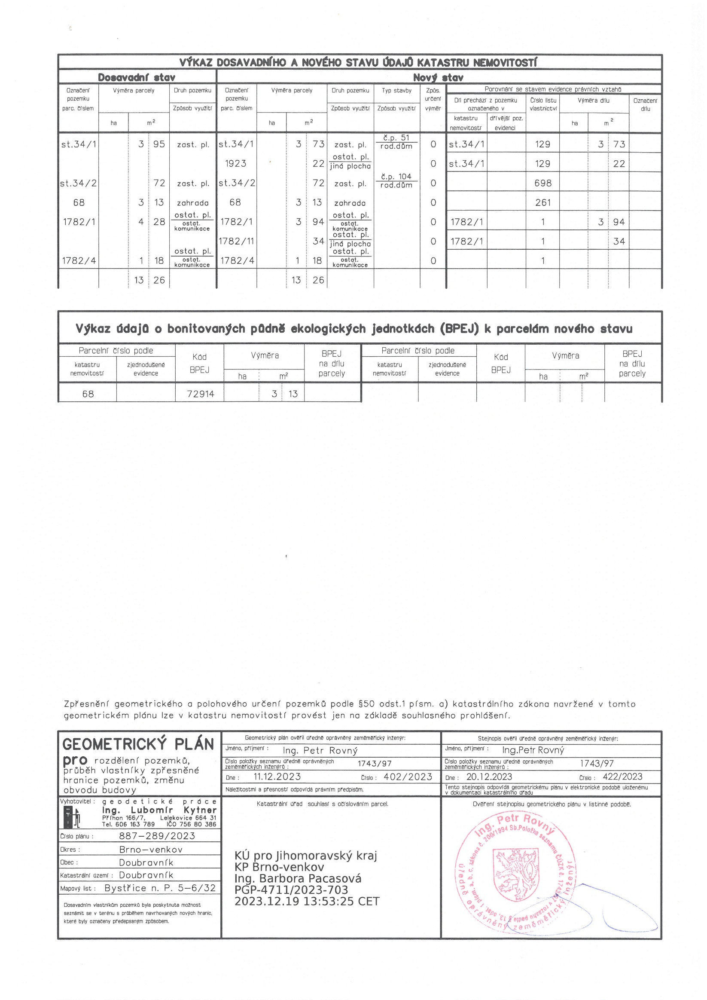 VÝKAZ DOSAVADNÍHO A NOVÉHO STAVU ÚDAJŮ KATASTRU NEMOVITOSTÍ
Dosavadní stav Nový stav
Označení pozemku parc. číslem Výměra parcely ha m² Druh pozemku Způsob využití Označení pozemku parc. číslem Výměra parcely ha m² Druh pozemku Způsob využití Typ stavby Způsob využití Způs. určení výměr Porovnání se stavem evidence právních vztahů
Díl přechází z pozemku označeného v katastru nemovitostí dřívější poz. evidenci Číslo listu vlastnictví Výměra dílu ha m² Označení dílu
st.34/1 3 95 zast. pl. st.34/1 3 73 zast. pl. č.p. 51 rod.dům 0 st.34/1 129 3 73
1923 22 ostat. pl. jiná plocha 0 st.34/1 129 22
st.34/2 72 zast. pl. st.34/2 72 zast. pl. č.p. 104 rod.dům 0 698
68 3 13 zahrada 68 3 13 zahrada 0 261
1782/1 4 28 ostat. pl. ostat. komunikace 1782/1 3 94 ostat. pl. ostat. komunikace 0 1782/1 1 3 94
1782/11 34 ostat. pl. jiná plocha 0 1782/1 1 34
1782/4 1 18 ostat. pl. ostat. komunikace 1782/4 1 18 ostat. pl. ostat. komunikace 0 1
13 26 13 26
Výkaz údajů o bonitovaných půdně ekologických jednotkách (BPEJ) k parcelám nového stavu
Parcelní číslo podle katastru nemovitostí zjednodušené evidence Kód BPEJ Výměra ha m² BPEJ na dílu parcely Parcelní číslo podle katastru nemovitostí zjednodušené evidence Kód BPEJ Výměra ha m² BPEJ na dílu parcely
68 72914 3 13
Zpřesnění geometrického a polohového určení pozemků podle §50 odst.1 písm. a) katastrálního zákona navržené v tomto
geometrickém plánu lze v katastru nemovitostí provést jen na základě souhlasného prohlášení.
GEOMETRICKÝ PLÁN
pro rozdělení pozemků,
průběh vlastníky zpřesněné
hranice pozemků, změnu
obvodu budovy
Geometrický plán ověřil úředně oprávněný zeměměřický inženýr:
Jméno, příjmení : Ing. Petr Rovný
Číslo položky seznamu úředně oprávněných
zeměměřických inženýrů : 1743/97
Dne : 11.12.2023 Číslo : 402/2023
Náležitostmi a přesností odpovídá právním předpisům.
Stejnopis ověřil úředně oprávněný zeměměřický inženýr:
Jméno, příjmení : Ing.Petr Rovný
Číslo položky seznamu úředně oprávněných
zeměměřických inženýrů : 1743/97
Dne : 20.12.2023 Číslo : 422/2023
Tento stejnopis odpovídá geometrickému plánu v elektronické podobě uloženému
v dokumentaci katastrálního úřadu
Vyhotovitel : geodetické práce
Ing. Lubomír Kytner
Příhon 166/7, Lelekovice 664 31
Tel. 606 163 789 IČO 756 80 386
Číslo plánu : 887-289/2023
Okres : Brno-venkov
Obec : Doubravník
Katastrální území : Doubravník
Mapový list : Bystřice n. P. 5-6/32
Dosavadním vlastníkům pozemků byla poskytnuta možnost
seznámit se v terénu s průběhem navrhovaných nových hranic,
které byly označeny předepsaným způsobem.
Katastrální úřad souhlasí s očíslováním parcel.
KÚ pro Jihomoravský kraj
KP Brno-venkov
Ing. Barbora Pacasová
PGP-4711/2023-703
2023.12.19 13:53:25 CET
Ověření stejnopisu geometrického plánu v listinné podobě.
Ing. Petr Rovný
úředně oprávněný zeměměřický inženýr
písm. a, b, c, zákona č. 200/1994 Sb. Položka seznamu ČÚZK č. 1743/97 v rozsahu podle § 13, odst. 1